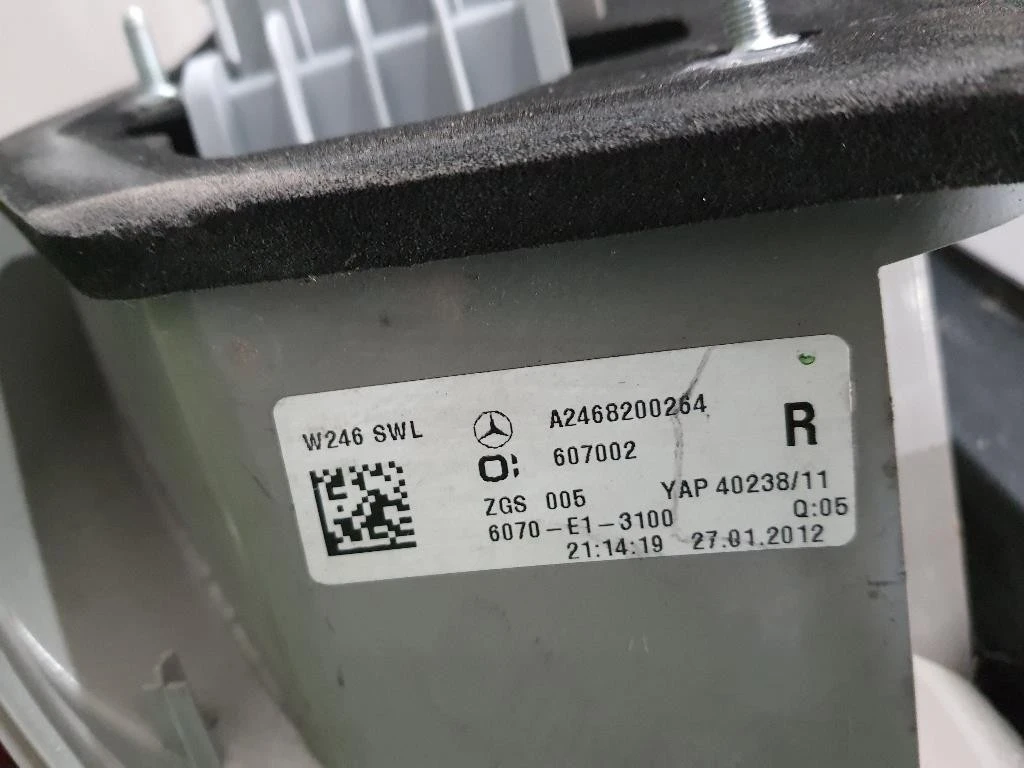 W246 SWL
A2468200264
R
607002
ZGS 005
YAP 40238/11
6070-E1-3100
Q:05
21:14:19 27.01.2012